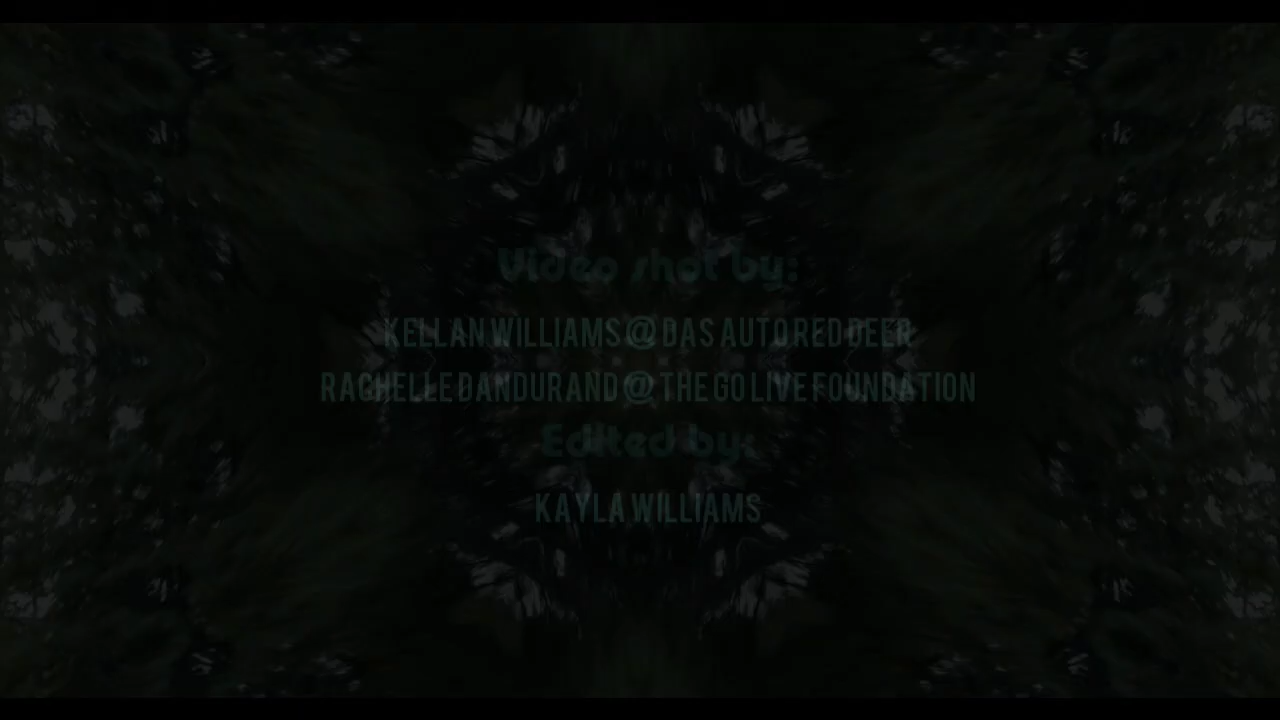 Video shot by:
KELLAN WILLIAMS @ DAS AUTO RED DEER
RACHELLE DANDURAND @ THE GO LIVE FOUNDATION
Edited by:
KAYLA WILLIAMS